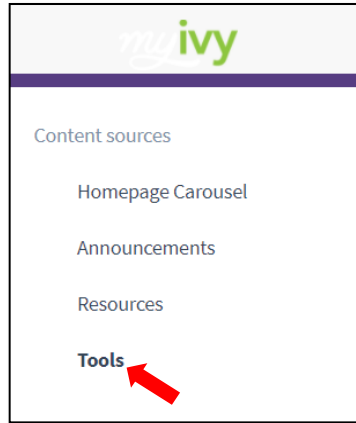 myivy
Content sources
Homepage Carousel
Announcements
Resources
Tools